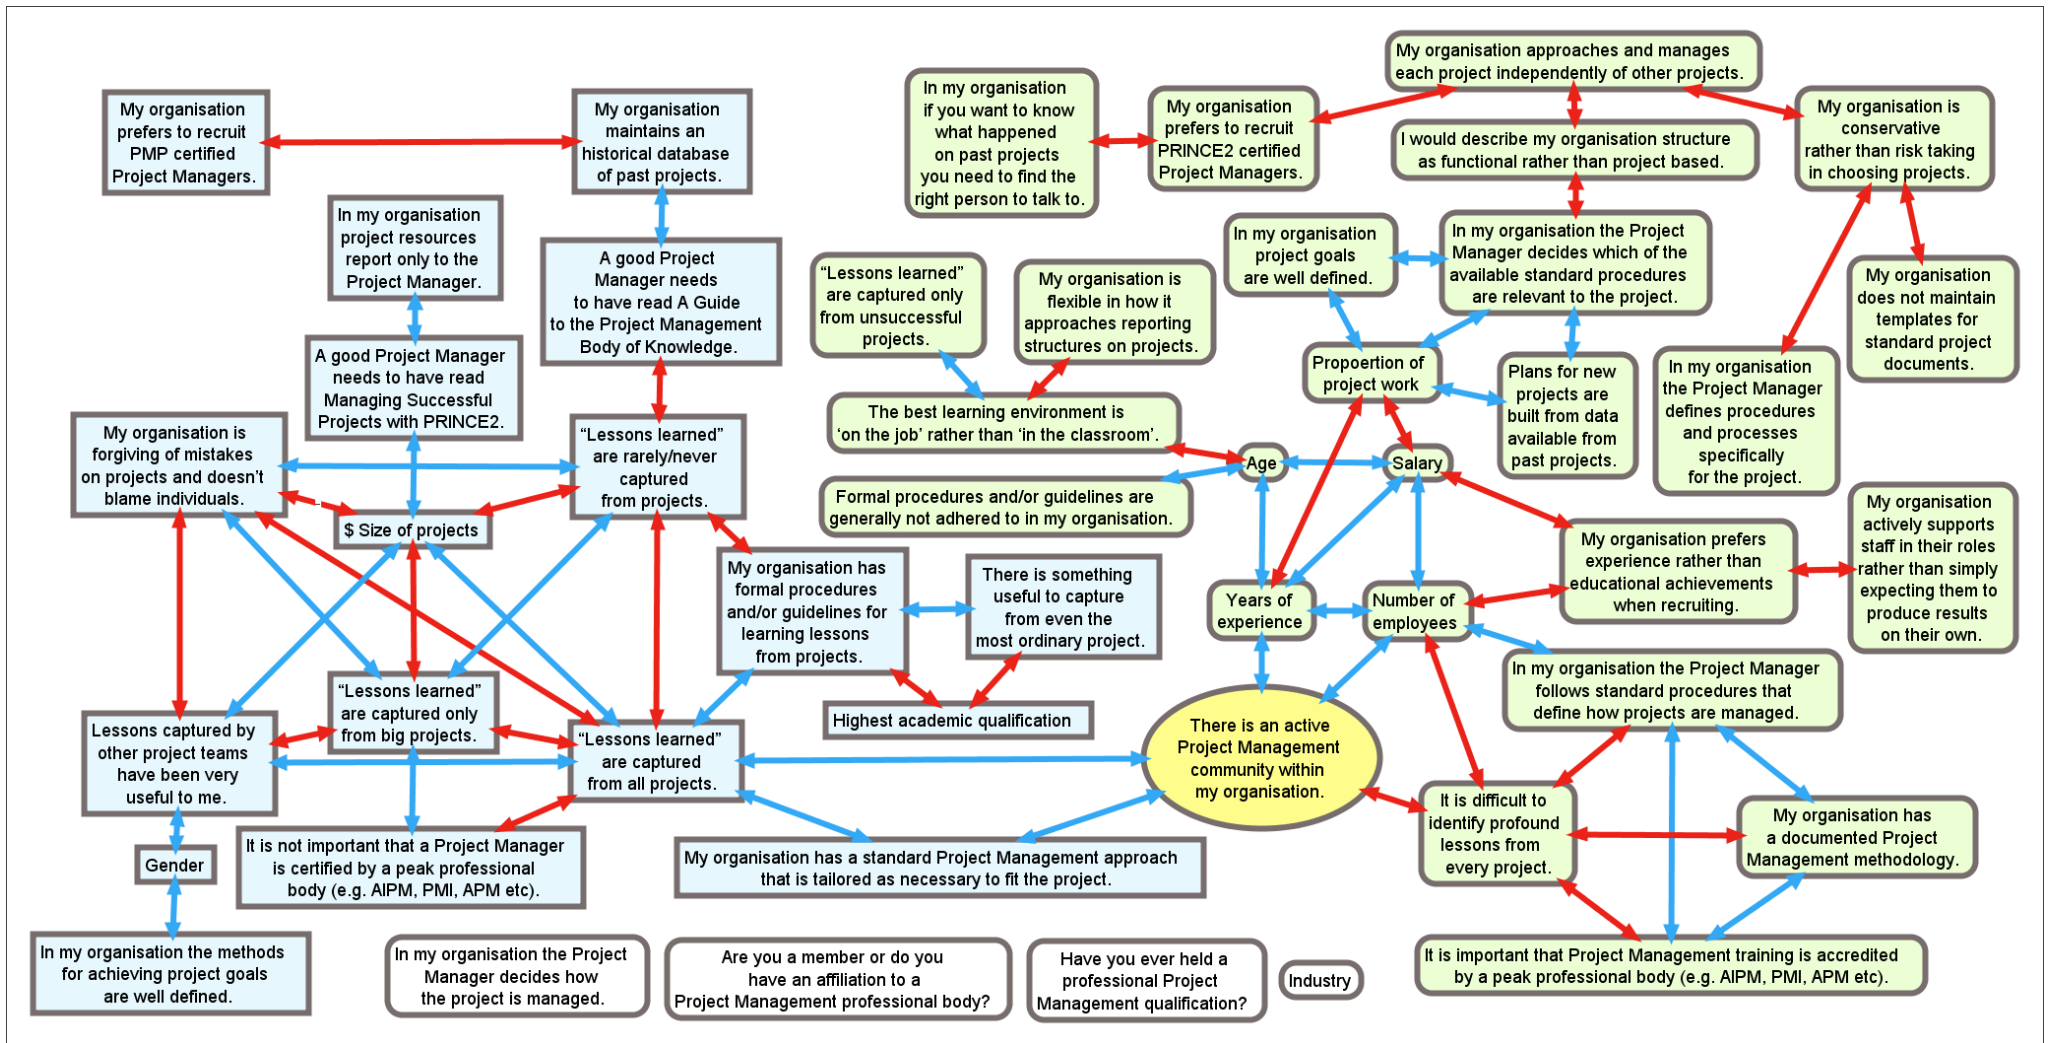 My organisation approaches and manages
each project independently of other projects.
In my organisation
if you want to know
what happened
on past projects
you need to find the
right person to talk to.
My organisation
prefers to recruit
PRINCE2 certified
Project Managers.
My organisation
prefers to recruit
PMP certified
Project Managers.
My organisation
maintains an
historical database
of past projects.
I would describe my organisation structure
as functional rather than project based.
My organisation is
conservative
rather than risk taking
in choosing projects.
In my organisation
project resources
report only to the
Project Manager.
A good Project
Manager needs
to have read A Guide
to the Project Management
Body of Knowledge.
“Lessons learned”
are captured only
from unsuccessful
projects.
My organisation is
flexible in how it
approaches reporting
structures on projects.
In my organisation
project goals
are well defined.
In my organisation the Project
Manager decides which of the
available standard procedures
are relevant to the project.
My organisation
does not maintain
templates for
standard project
documents.
A good Project Manager
needs to have read
Managing Successful
Projects with PRINCE2.
Propoertion of
project work
Plans for new
projects are
built from data
available from
past projects.
In my organisation
the Project Manager
defines procedures
and processes
specifically
for the project.
My organisation is
forgiving of mistakes
on projects and doesn’t
blame individuals.
“Lessons learned”
are rarely/never
captured
from projects.
The best learning environment is
‘on the job’ rather than ‘in the classroom’.
Age
Salary
Formal procedures and/or guidelines are
generally not adhered to in my organisation.
$ Size of projects
My organisation has
formal procedures
and/or guidelines for
learning lessons
from projects.
There is something
useful to capture
from even the
most ordinary project.
Years of
experience
Number of
employees
My organisation prefers
experience rather than
educational achievements
when recruiting.
My organisation
actively supports
staff in their roles
rather than simply
expecting them to
produce results
on their own.
“Lessons learned”
are captured only
from big projects.
Highest academic qualification
In my organisation the Project Manager
follows standard procedures that
define how projects are managed.
Lessons captured by
other project teams
have been very
useful to me.
“Lessons learned”
are captured
from all projects.
There is an active
Project Management
community within
my organisation.
It is difficult to
identify profound
lessons from
every project.
My organisation has
a documented Project
Management methodology.
Gender
It is not important that a Project Manager
is certified by a peak professional
body (e.g. AIPM, PMI, APM etc).
My organisation has a standard Project Management approach
that is tailored as necessary to fit the project.
In my organisation the methods
for achieving project goals
are well defined.
In my organisation the Project
Manager decides how
the project is managed.
Are you a member or do you
have an affiliation to a
Project Management professional body?
Have you ever held a
professional Project
Management qualification?
Industry
It is important that Project Management training is accredited
by a peak professional body (e.g. AIPM, PMI, APM etc).